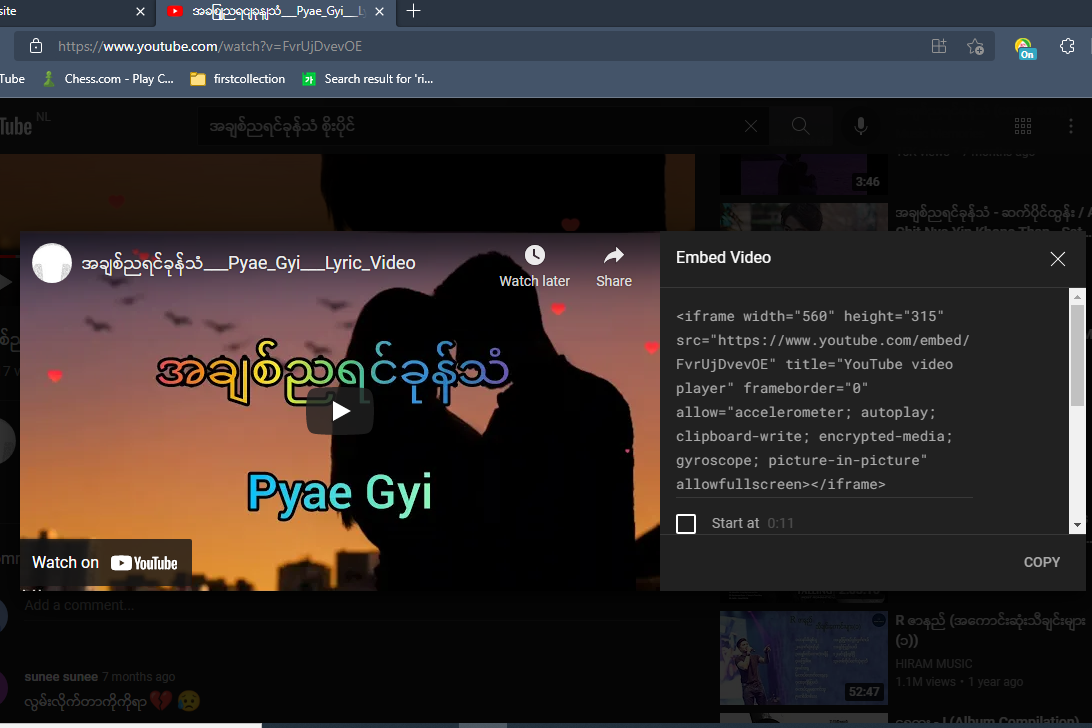 site
အချစ်ညရင်ခုန်သံ___Pyae_Gyi___L
https://www.youtube.com/watch?v=FvrUjDvevOE
On
Tube
Chess.com - Play C...
firstcollection
Search result for 'ri...
Tube NL
အချစ်ညရင်ခုန်သံ စိုးပိုင်
3:46
အချစ်ညရင်ခုန်သံ - ဆက်ပိုင်ထွန်း / A
အချစ်ညရင်ခုန်သံ___Pyae_Gyi___Lyric_Video
Watch later
Share
အချစ်ညရင်ခုန်သံ
Pyae Gyi
Watch on YouTube
Embed Video
<iframe width="560" height="315"
src="https://www.youtube.com/embed/
FvrUjDvevOE" title="YouTube video
player" frameborder="0"
allow="accelerometer; autoplay;
clipboard-write; encrypted-media;
gyroscope; picture-in-picture"
allowfullscreen></iframe>
Start at 0:11
COPY
Add a comment...
sunee sunee 7 months ago
လွမ်းလိုက်တာကိုကိုရာ💔😥
R ဇာနည် (အကောင်းဆုံးသီချင်းများ
(၁))
HIRAM MUSIC
1.1M views • 1 year ago
52:47
(Album Compilation)